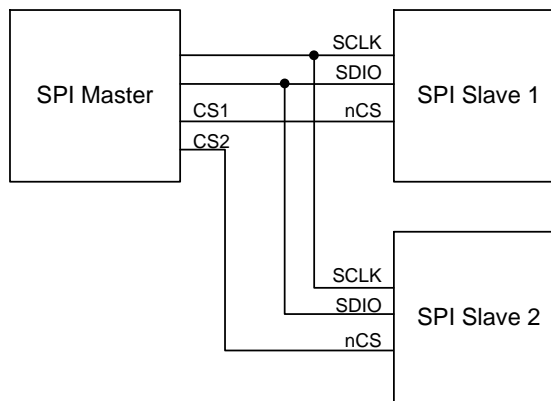 SCLK
SDIO
SPI Master
SPI Slave 1
CS1
nCS
CS2
SCLK
SDIO
SPI Slave 2
nCS